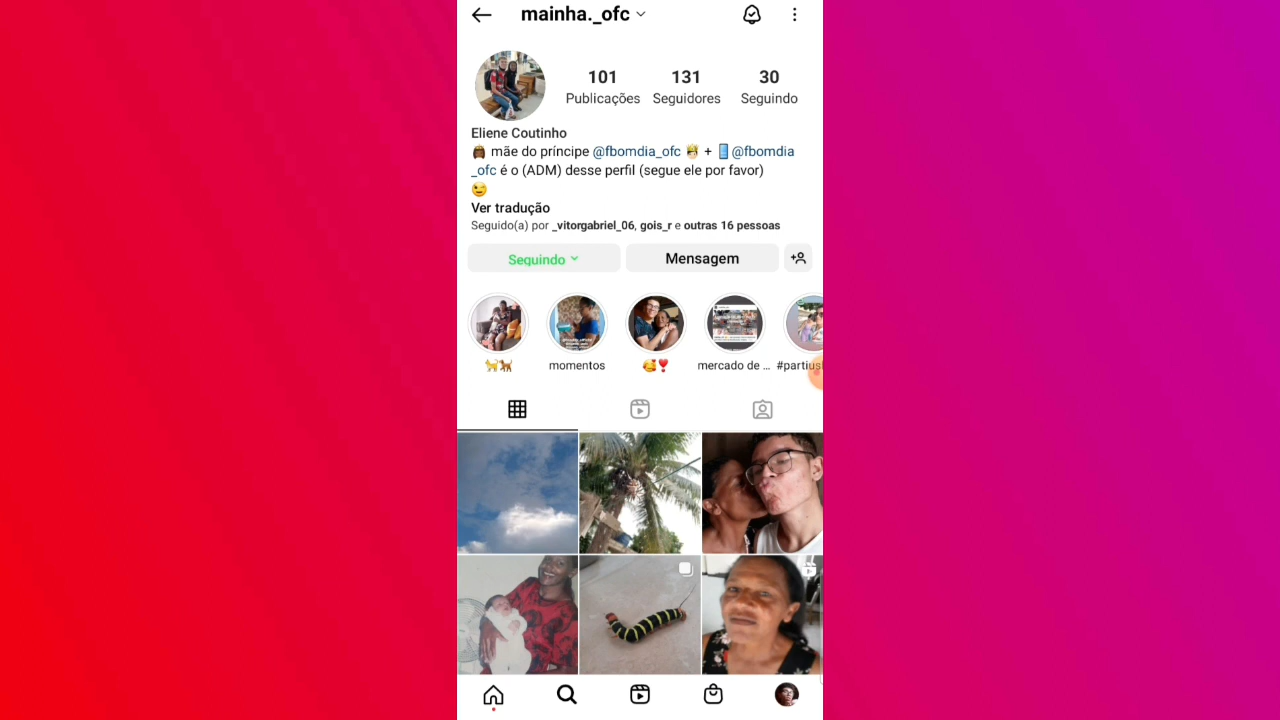 mainha._ofc
101 131 30
Publicações Seguidores Seguindo
Eliene Coutinho
mãe do príncipe @fbomdia_ofc + @fbomdia
_ofc é o (ADM) desse perfil (segue ele por favor)
Ver tradução
Seguido(a) por _vitorgabriel_06, gois_r e outras 16 pessoas
Seguindo Mensagem
momentos mercado de ... #partiusi